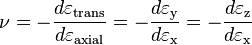 ν = − dε_trans / dε_axial = − dε_y / dε_x = − dε_z / dε_x